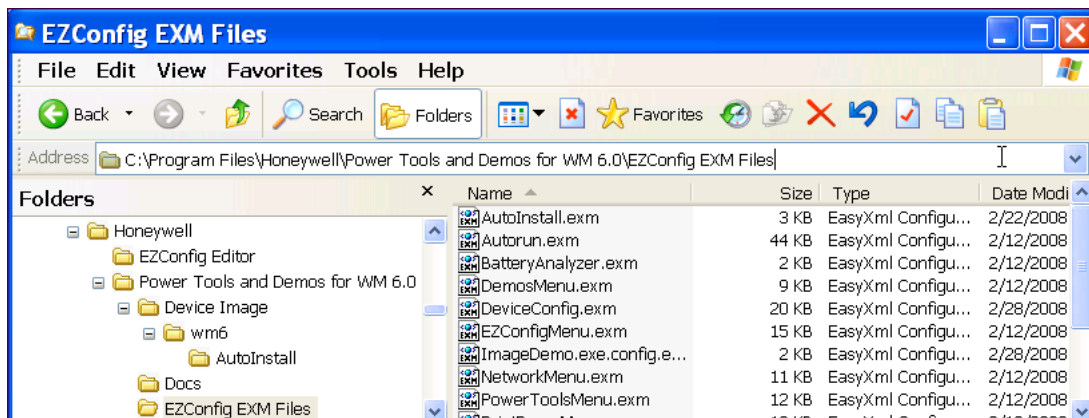 EZConfig EXM Files
File Edit View Favorites Tools Help
Back Search Folders Favorites
Address C:\Program Files\Honeywell\Power Tools and Demos for WM 6.0\EZConfig EXM Files
Folders x
Name Size Type Date Modi
Honeywell
EZConfig Editor
Power Tools and Demos for WM 6.0
Device Image
wm6
AutoInstall
Docs
EZConfig EXM Files
AutoInstall.exm 3 KB EasyXml Configu... 2/22/2008
Autorun.exm 44 KB EasyXml Configu... 2/12/2008
BatteryAnalyzer.exm 2 KB EasyXml Configu... 2/12/2008
DemosMenu.exm 9 KB EasyXml Configu... 2/12/2008
DeviceConfig.exm 20 KB EasyXml Configu... 2/28/2008
EZConfigMenu.exm 15 KB EasyXml Configu... 2/12/2008
ImageDemo.exe.config.e... 2 KB EasyXml Configu... 2/28/2008
NetworkMenu.exm 11 KB EasyXml Configu... 2/12/2008
PowerToolsMenu.exm 12 KB EasyXml Configu... 2/12/2008